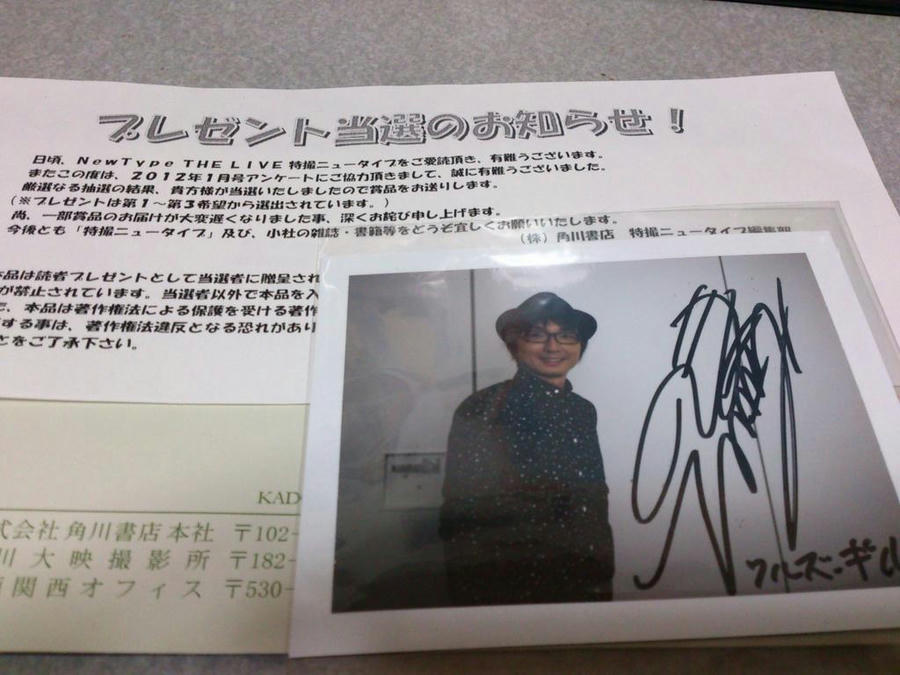 プレゼント当選のお知らせ！
日頃、NewType THE LIVE 特撮ニュータイプをご愛読頂き、有難うございます。
またこの度は、2012年1月号アンケートにご協力頂きまして、誠に有難うございました。
厳選なる抽選の結果、貴方様が当選いたしましたので賞品をお送りします。
（※プレゼントは第1～第3希望から選出されています。）
尚、一部賞品のお届けが大変遅くなりました事、深くお詫び申し上げます。
今後とも「特撮ニュータイプ」及び、小社の雑誌・書籍等をどうぞ宜しくお願いいたします。
（株）角川書店 特撮ニュータイプ編集部
本品は読者プレゼントとして当選者に贈呈され
が禁止されています。当選者以外で本品を入
、本品は著作権法による保護を受ける著作
する事は、著作権法違反となる恐れがあり
とをご了承下さい。
KAD
式会社 角川書店 本社 〒102-
川大映撮影所 〒182-
関西オフィス 〒530-
フールズ・ギル